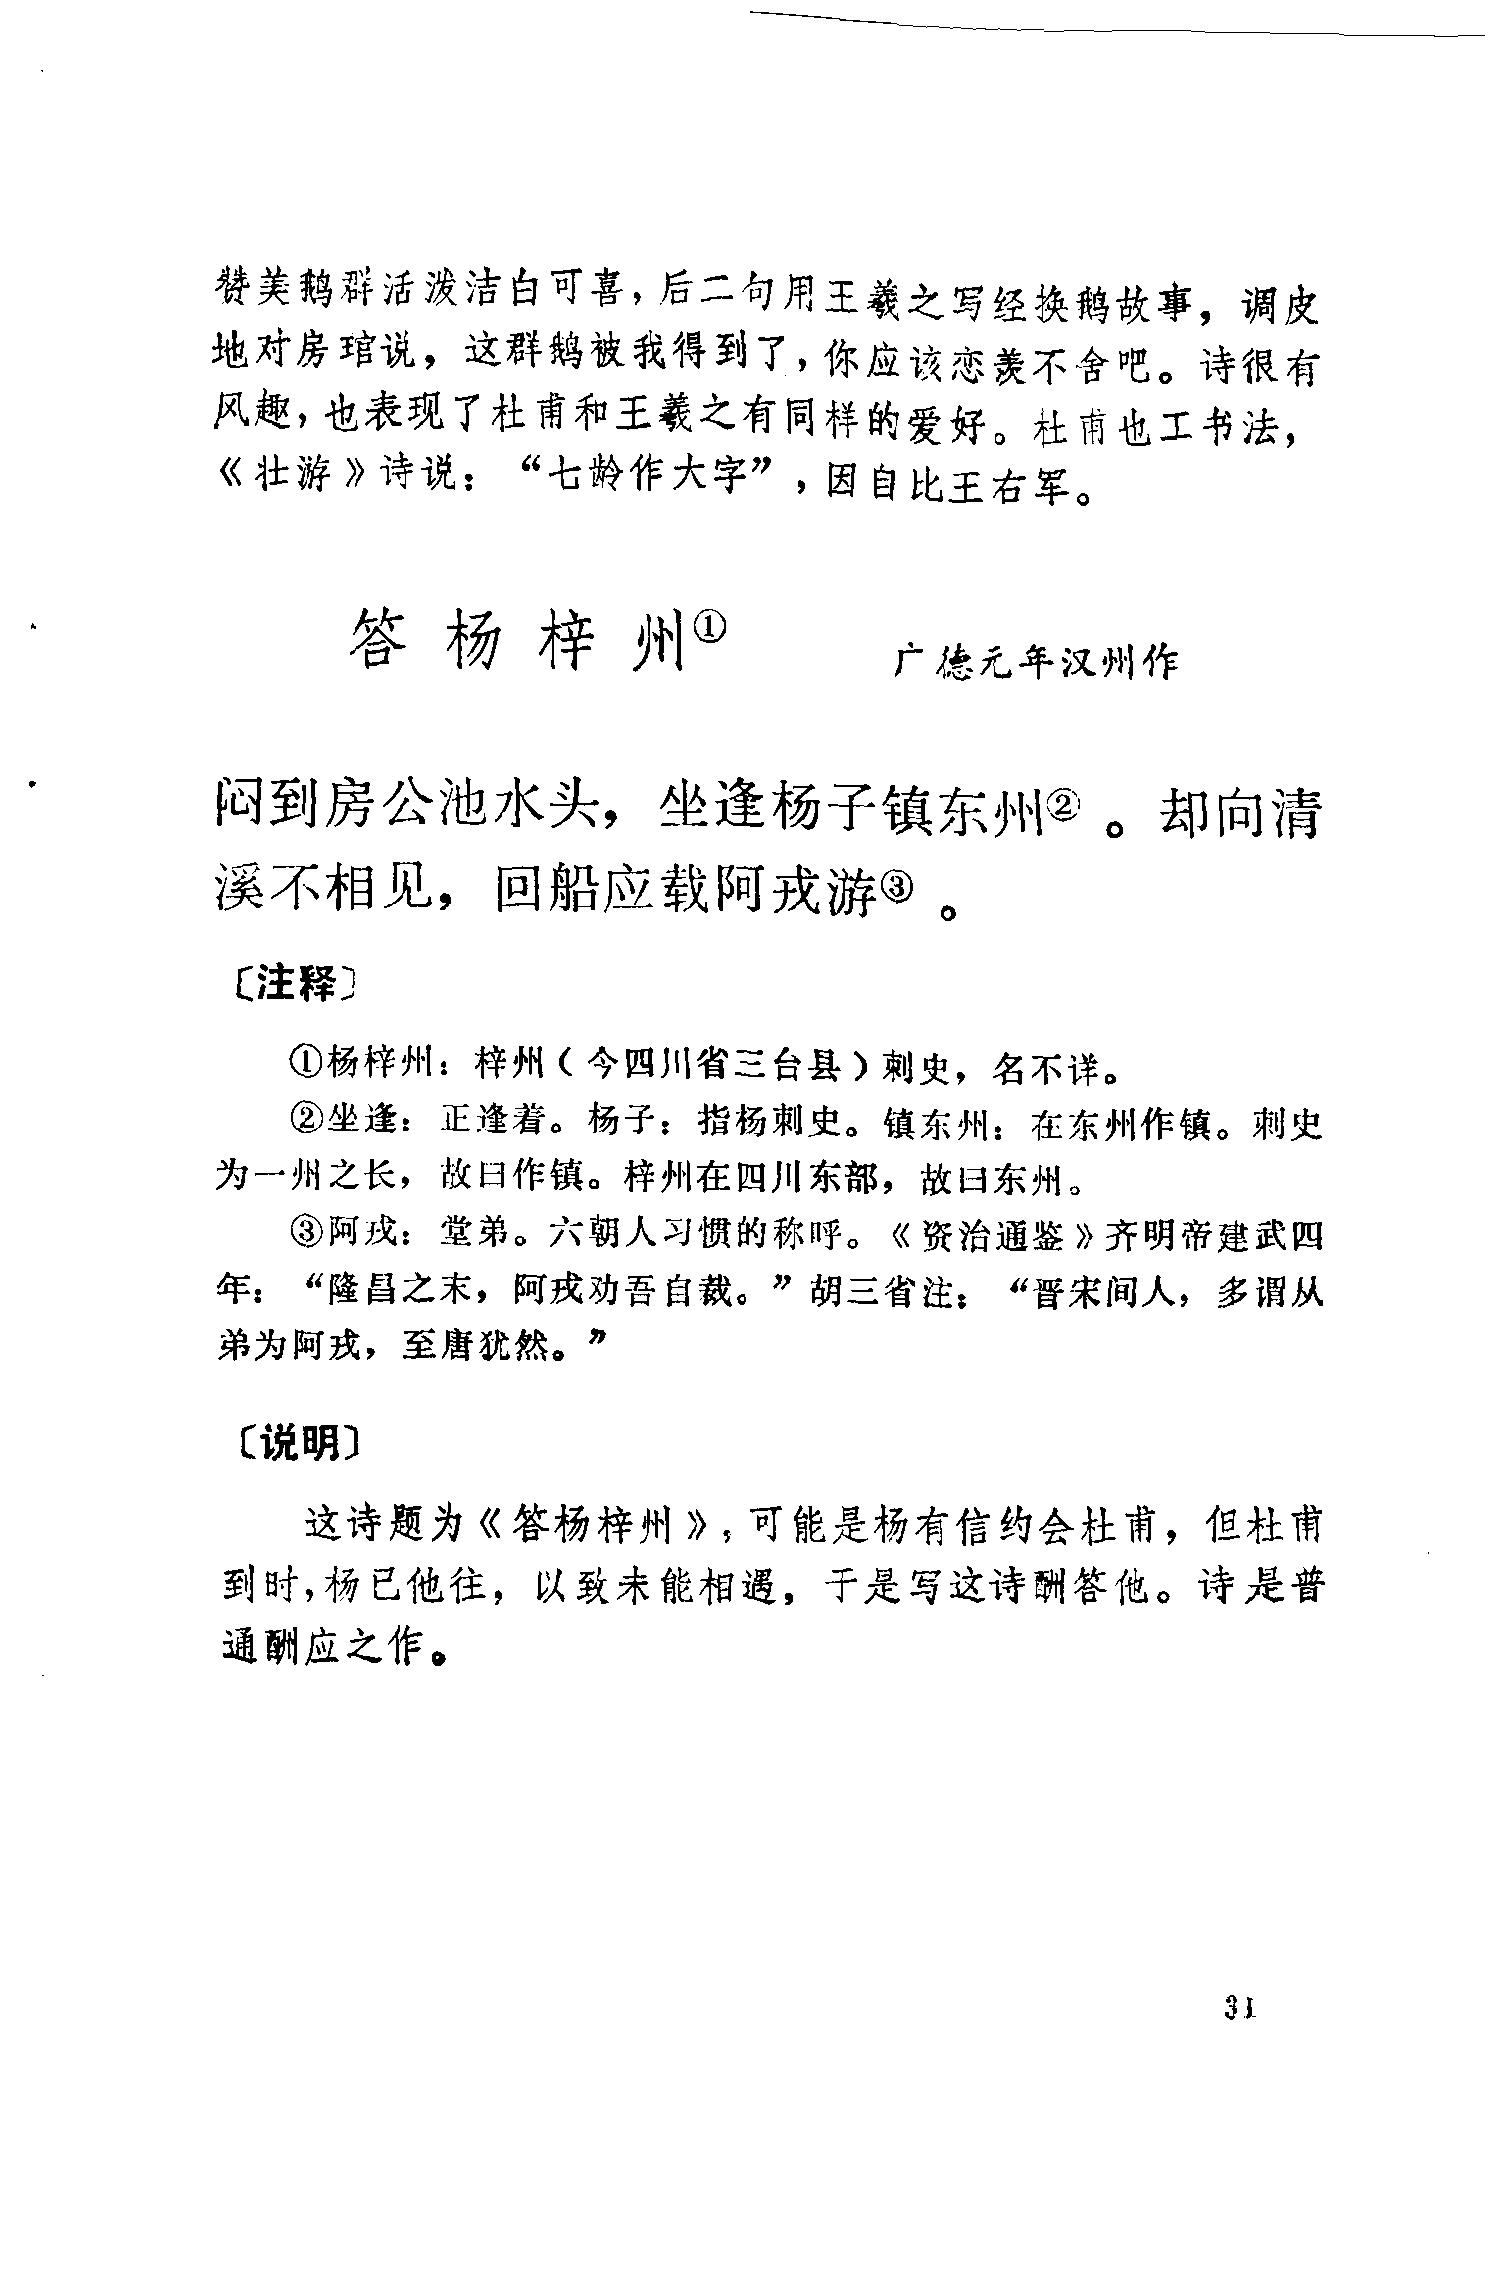 赞美鹅群活泼洁白可喜，后二句用王羲之写经换鹅故事，调皮
地对房琯说，这群鹅被我得到了，你应该恋羡不舍吧。诗很有
风趣，也表现了杜甫和王羲之有同样的爱好。杜甫也工书法，
《壮游》诗说：“七龄作大字”，因自比王右军。
答杨梓州①
广德元年汉州作
闷到房公池水头，坐逢杨子镇东州②。却向清
溪不相见，回船应载阿戎游③。
〔注释〕
①杨梓州：梓州（今四川省三台县）刺史，名不详。
②坐逢：正逢着。杨子：指杨刺史。镇东州：在东州作镇。刺史
为一州之长，故曰作镇。梓州在四川东部，故曰东州。
③阿戎：堂弟。六朝人习惯的称呼。《资治通鉴》齐明帝建武四
年：“隆昌之末，阿戎劝吾自裁。”胡三省注：“晋宋间人，多谓从
弟为阿戎，至唐犹然。”
〔说明〕
这诗题为《答杨梓州》，可能是杨有信约会杜甫，但杜甫
到时，杨已他往，以致未能相遇，于是写这诗酬答他。诗是普
通酬应之作。
31